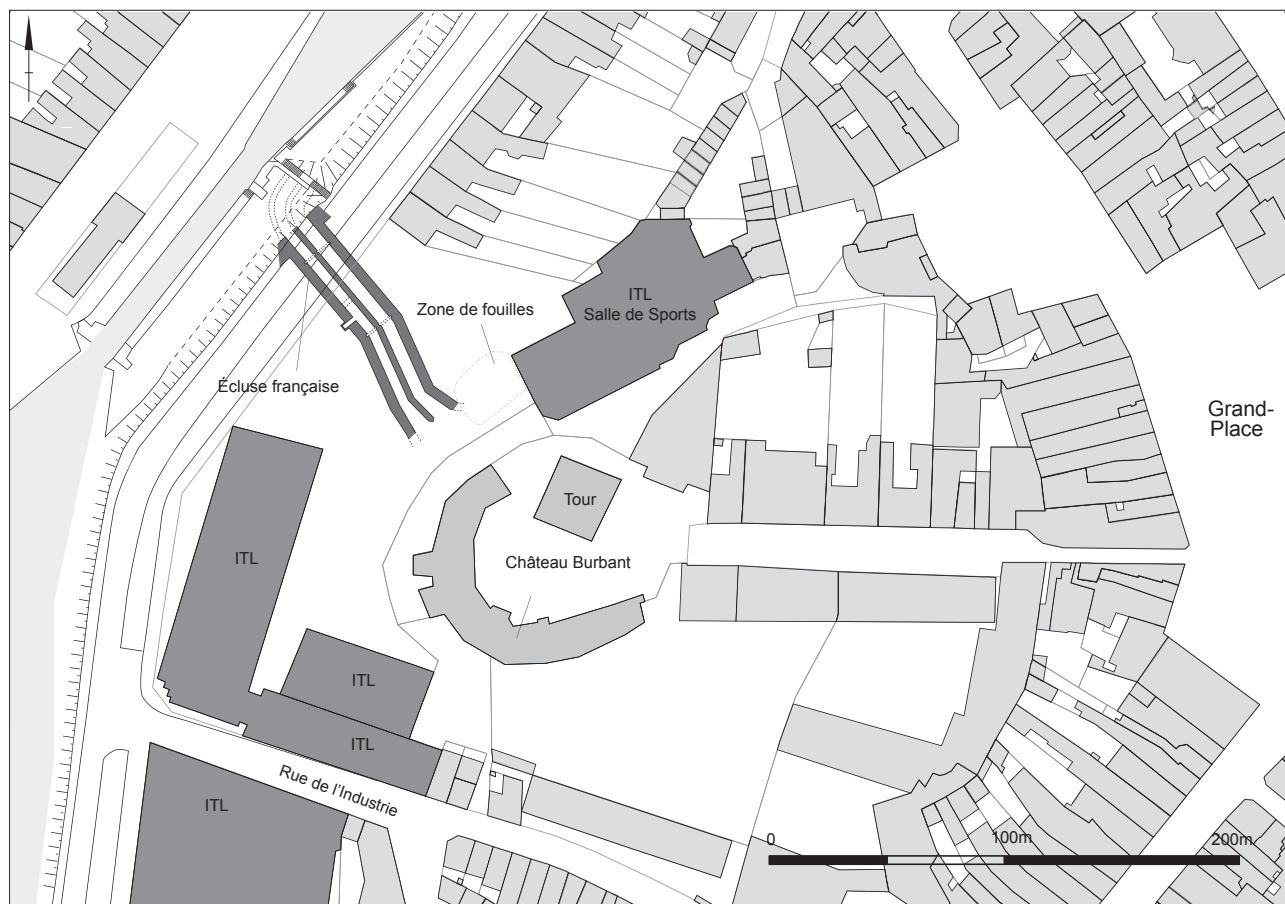 ITL
Salle de Sports
Zone de fouilles
Écluse française
Grand-
Place
Tour
ITL
Château Burbant
ITL
ITL
Rue de l'Industrie
ITL
0
100m
200m